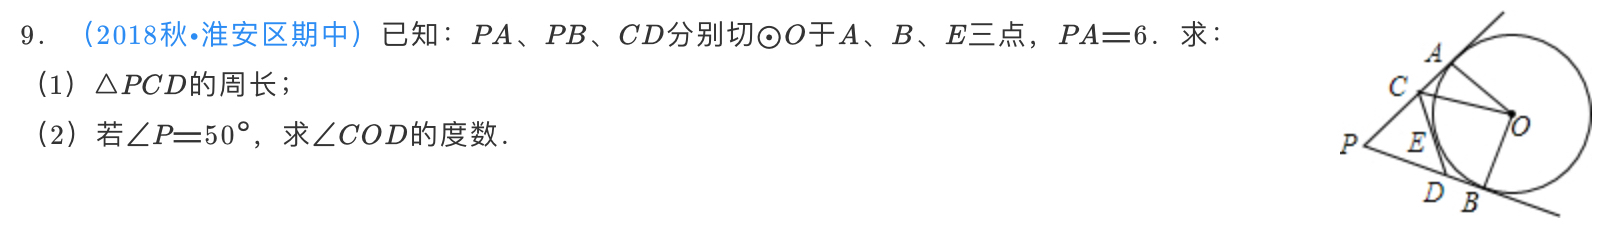 9. （2018秋•淮安区期中）已知：PA、PB、CD分别切⊙O于A、B、E三点，PA=6．求：
（1）△PCD的周长；
（2）若∠P=50°，求∠COD的度数．
A
C
O
P
E
D
B